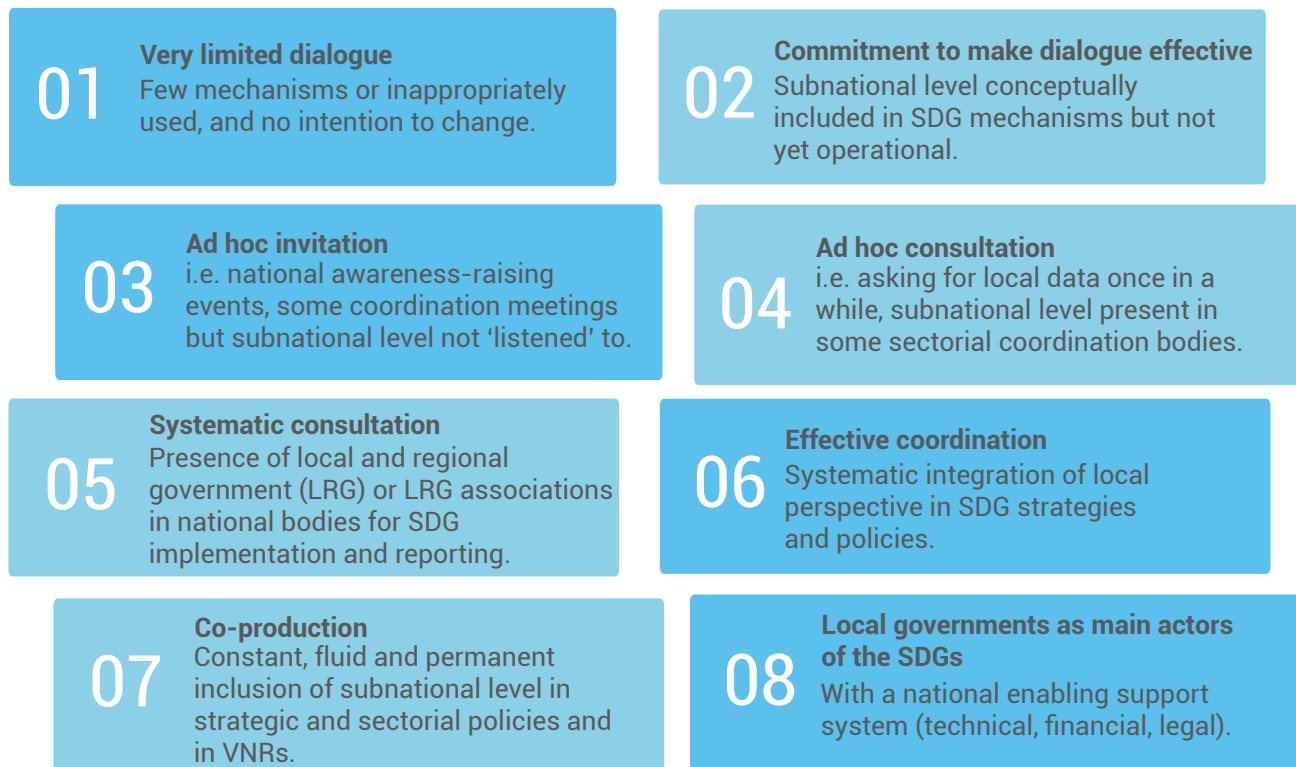 01
Very limited dialogue
Few mechanisms or inappropriately
used, and no intention to change.
02
Commitment to make dialogue effective
Subnational level conceptually
included in SDG mechanisms but not
yet operational.
03
Ad hoc invitation
i.e. national awareness-raising
events, some coordination meetings
but subnational level not ‘listened’ to.
04
Ad hoc consultation
i.e. asking for local data once in a
while, subnational level present in
some sectorial coordination bodies.
05
Systematic consultation
Presence of local and regional
government (LRG) or LRG associations
in national bodies for SDG
implementation and reporting.
06
Effective coordination
Systematic integration of local
perspective in SDG strategies
and policies.
07
Co-production
Constant, fluid and permanent
inclusion of subnational level in
strategic and sectorial policies and
in VNRs.
08
Local governments as main actors
of the SDGs
With a national enabling support
system (technical, financial, legal).